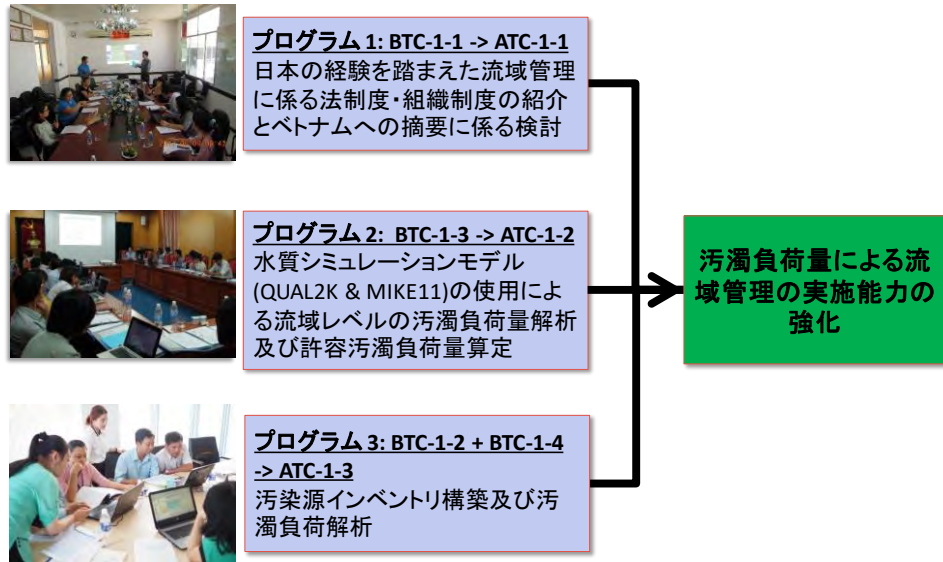 プログラム 1: BTC-1-1 -> ATC-1-1
日本の経験を踏まえた流域管理
に係る法制度・組織制度の紹介
とベトナムへの摘要に係る検討
プログラム 2: BTC-1-3 -> ATC-1-2
水質シミュレーションモデル
(QUAL2K & MIKE11)の使用によ
る流域レベルの汚濁負荷量解析
及び許容汚濁負荷量算定
プログラム 3: BTC-1-2 + BTC-1-4
-> ATC-1-3
汚染源インベントリ構築及び汚
濁負荷解析
汚濁負荷量による流
域管理の実施能力の
強化